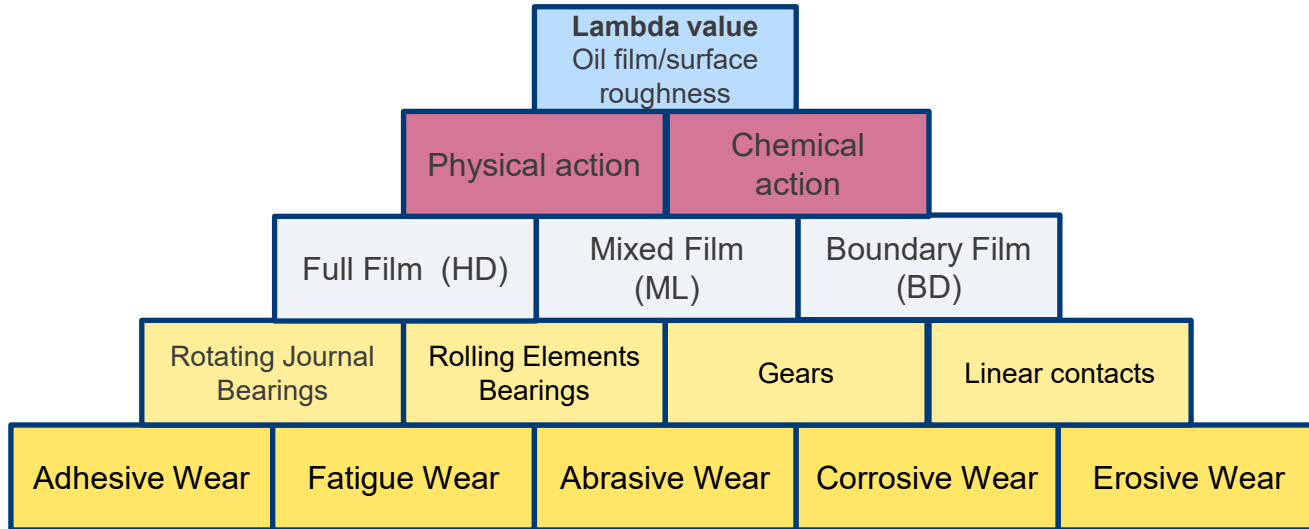 Lambda value
Oil film/surface
roughness
Physical action
Chemical
action
Full Film  (HD)
Mixed Film
(ML)
Boundary Film
(BD)
Rotating Journal
Bearings
Rolling Elements
Bearings
Gears
Linear contacts
Adhesive Wear
Fatigue Wear
Abrasive Wear
Corrosive Wear
Erosive Wear